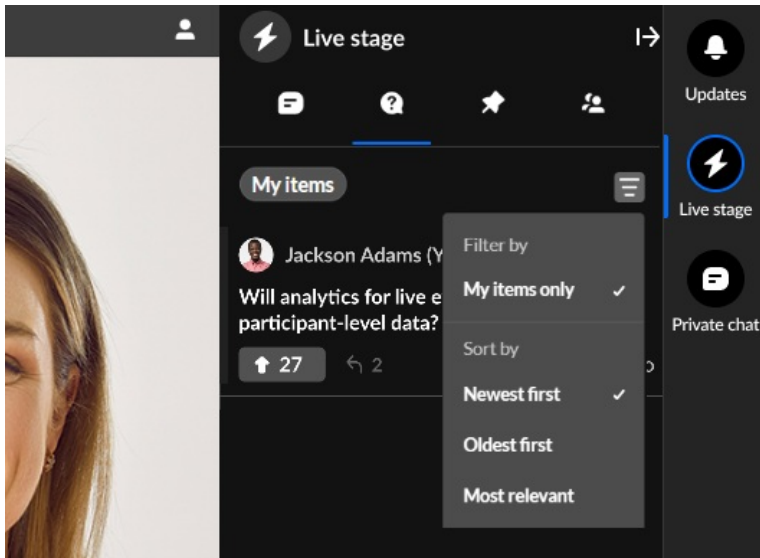 Live stage
My items
Jackson Adams (Y
Will analytics for live e
participant-level data?
27
2
Filter by
My items only
Sort by
Newest first
Oldest first
Most relevant
Updates
Live stage
Private chat